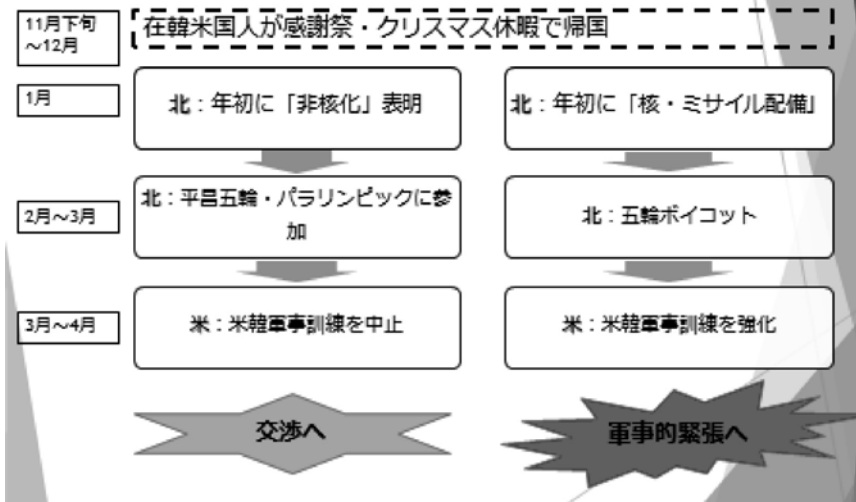 11月下旬
~12月
在韓米国人が感謝祭・クリスマス休暇で帰国
1月
北：年初に「非核化」表明
北：年初に「核・ミサイル配備」
2月~3月
北：平昌五輪・パラリンピックに参
加
北：五輪ボイコット
3月~4月
米：米韓軍事訓練を中止
米：米韓軍事訓練を強化
交渉へ
軍事的緊張へ